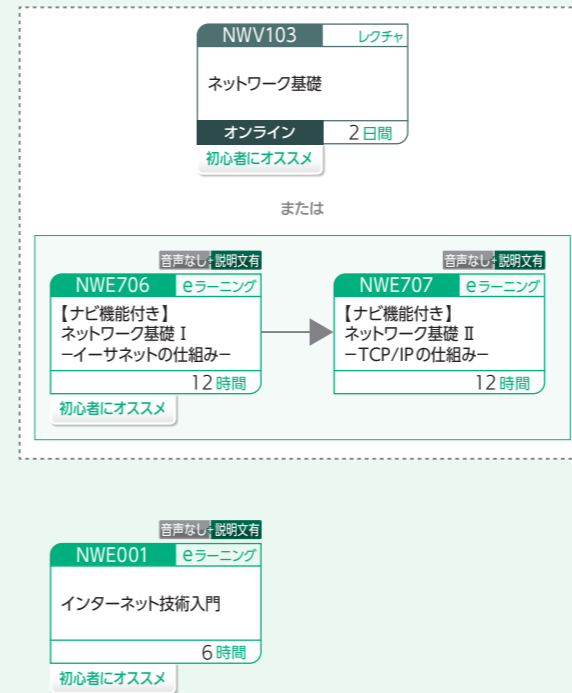 NWV103 レクチャ
ネットワーク基礎
オンライン 2日間
初心者にオススメ
または
音声なし+説明文有
NWE706 eラーニング
【ナビ機能付き】
ネットワーク基礎 Ⅰ
−イーサネットの仕組み−
12時間
初心者にオススメ
音声なし+説明文有
NWE707 eラーニング
【ナビ機能付き】
ネットワーク基礎 Ⅱ
−TCP/IPの仕組み−
12時間
音声なし+説明文有
NWE001 eラーニング
インターネット技術入門
6時間
初心者にオススメ